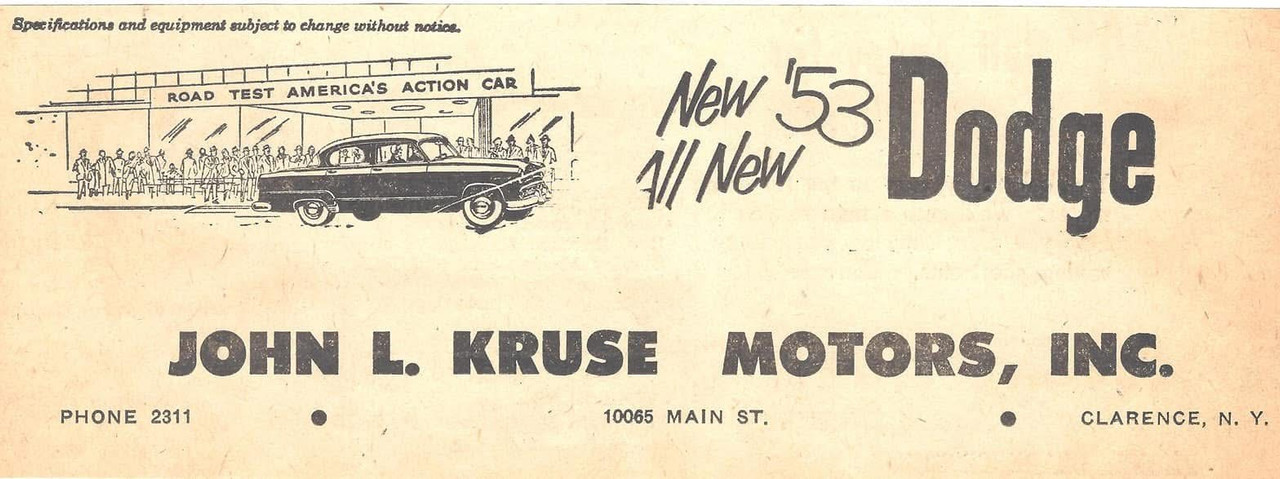 Specifications and equipment subject to change without notice.
ROAD TEST AMERICA'S ACTION CAR
New '53 Dodge
All New
JOHN L. KRUSE MOTORS, INC.
PHONE 2311 ● 10065 MAIN ST. ● CLARENCE, N. Y.